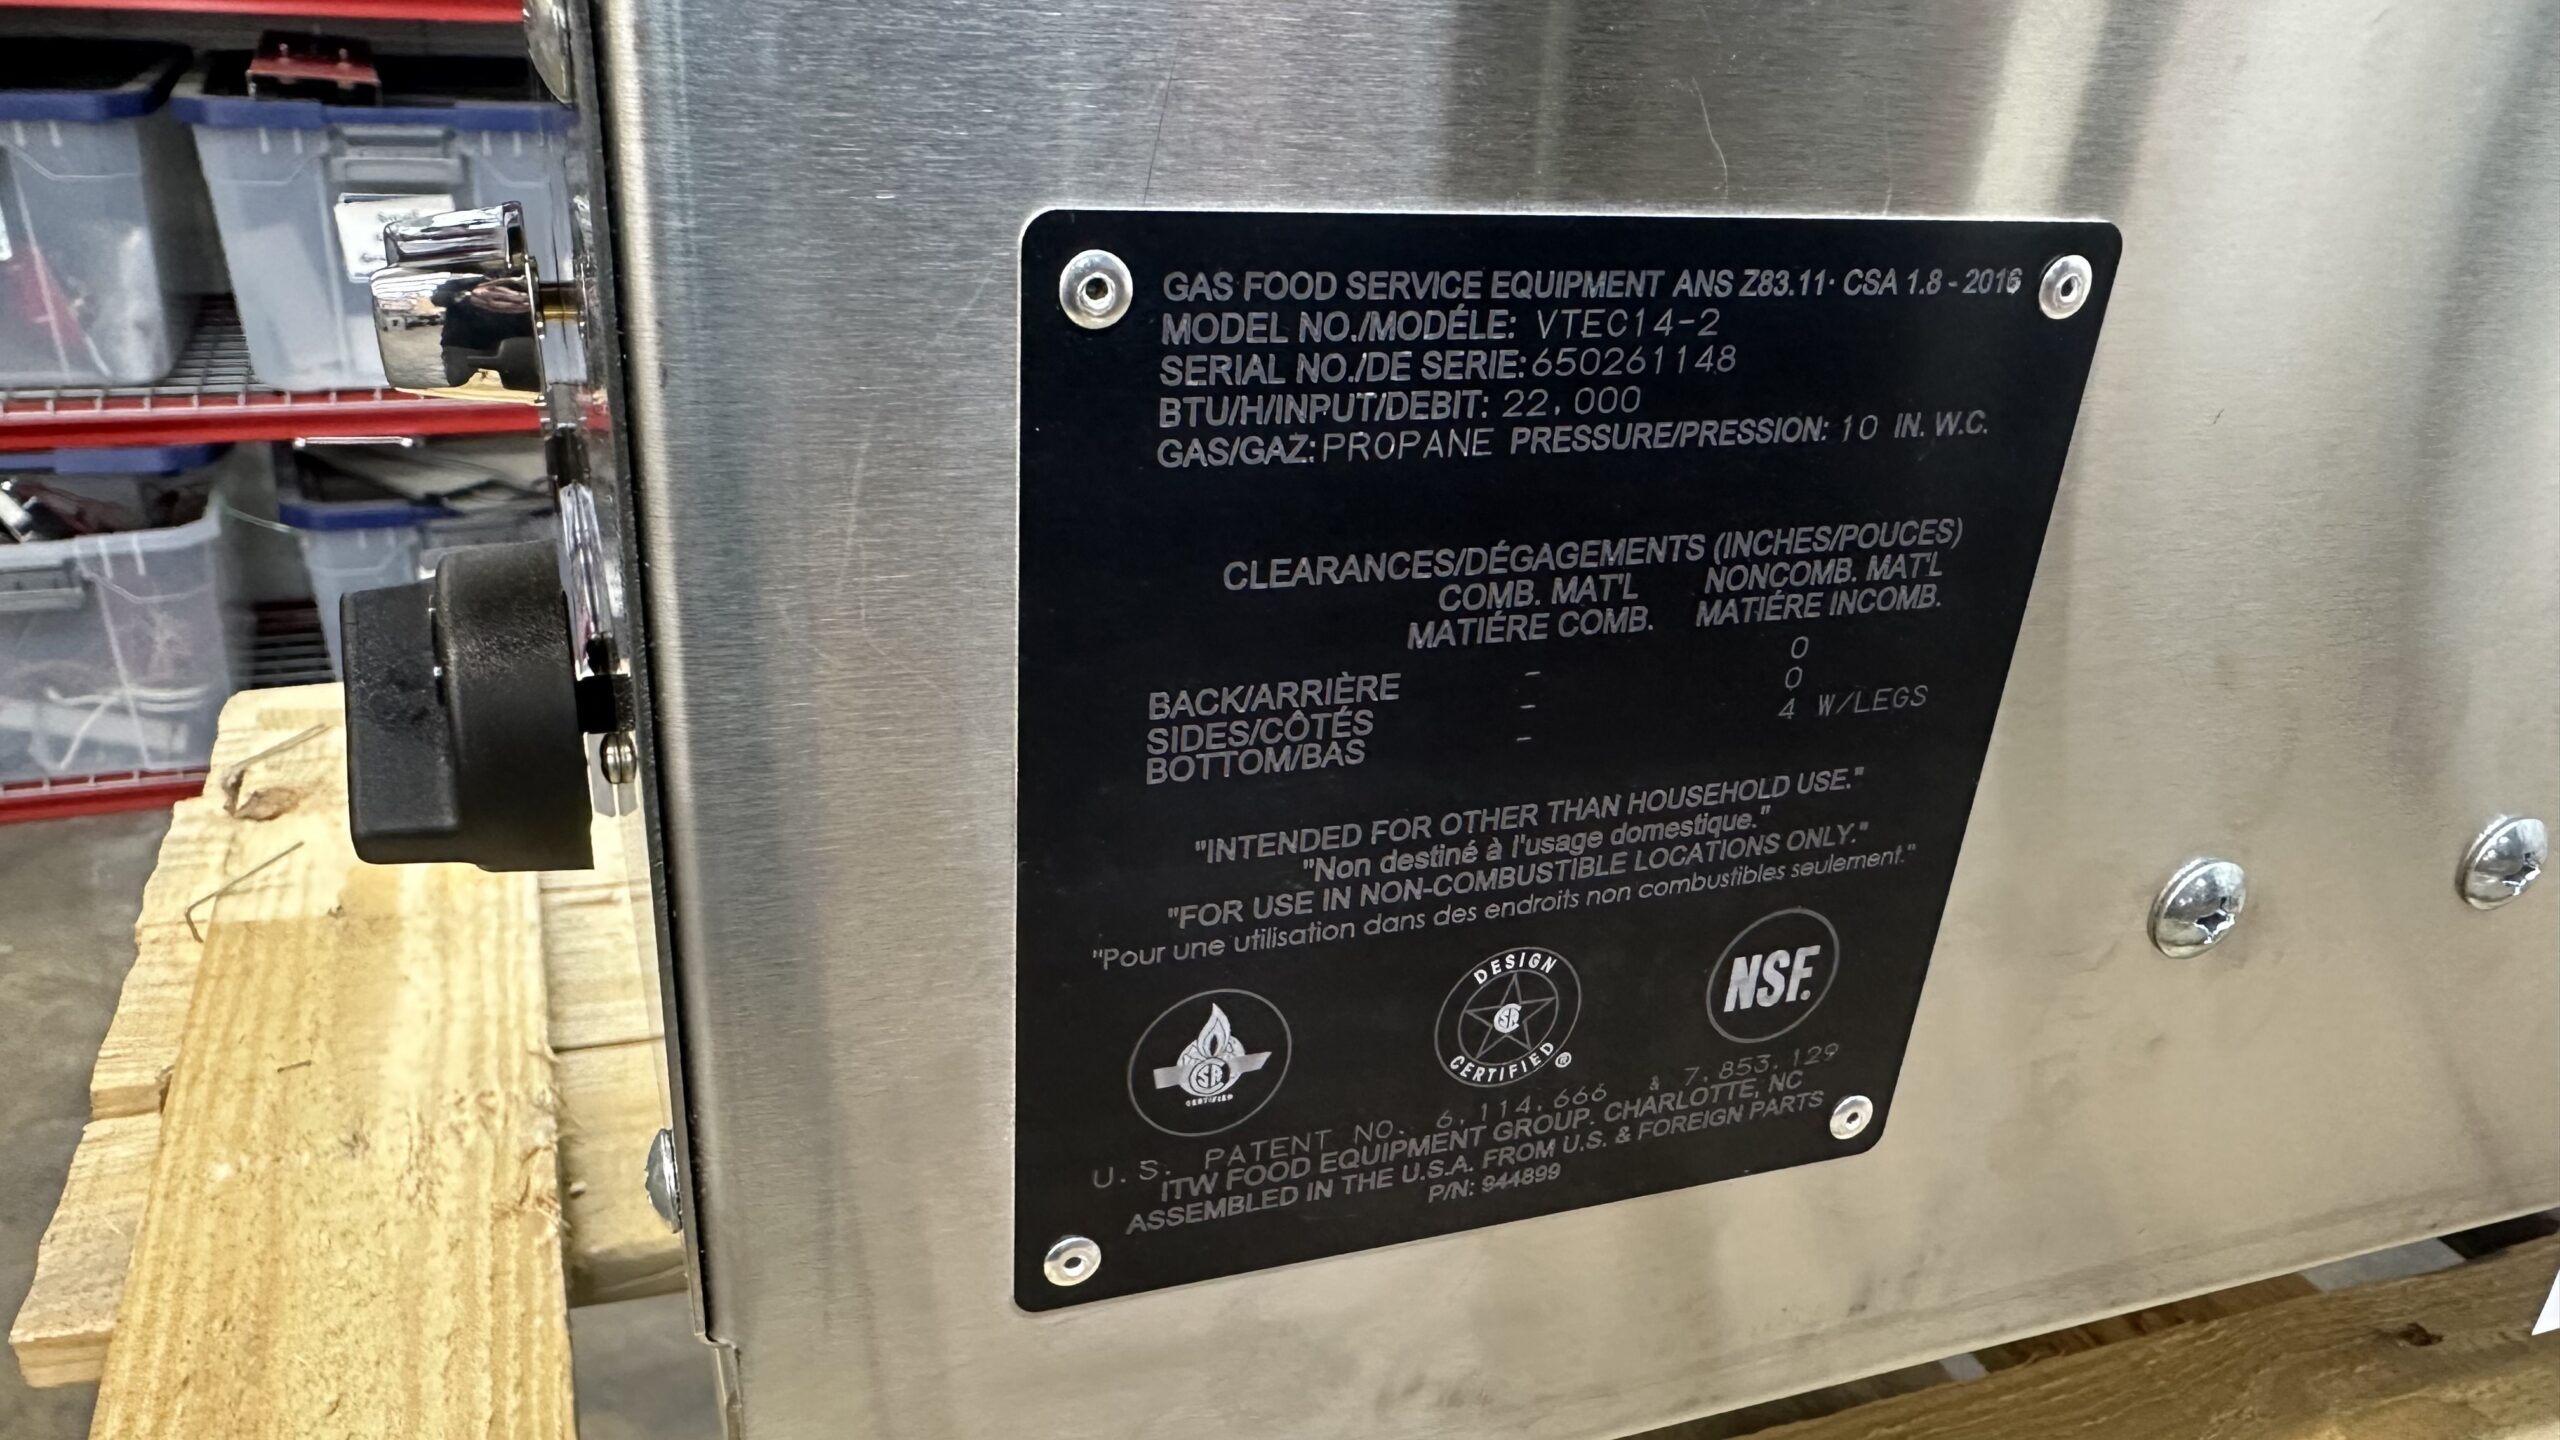 GAS FOOD SERVICE EQUIPMENT ANS Z83.11· CSA 1.8 - 2016
MODEL NO./MODÉLE: VTEC14-2
SERIAL NO./DE SERIE: 650261148
BTU/H/INPUT/DEBIT: 22,000
GAS/GAZ: PROPANE PRESSURE/PRESSION: 10 IN. W.C.
CLEARANCES/DÉGAGEMENTS (INCHES/POUCES)
COMB. MAT'L NONCOMB. MAT'L
MATIÉRE COMB. MATIÉRE INCOMB.
BACK/ARRIÈRE - 0
SIDES/CÔTÉS - 0
BOTTOM/BAS - 4 W/LEGS
"INTENDED FOR OTHER THAN HOUSEHOLD USE."
"Non destiné à l'usage domestique."
"FOR USE IN NON-COMBUSTIBLE LOCATIONS ONLY."
"Pour une utilisation dans des endroits non combustibles seulement."
CERTIFIED
DESIGN CERTIFIED ®
NSF.
U.S. PATENT NO. 6,114,666 & 7,853,129
ITW FOOD EQUIPMENT GROUP. CHARLOTTE, NC
ASSEMBLED IN THE U.S.A. FROM U.S. & FOREIGN PARTS
P/N: 944899